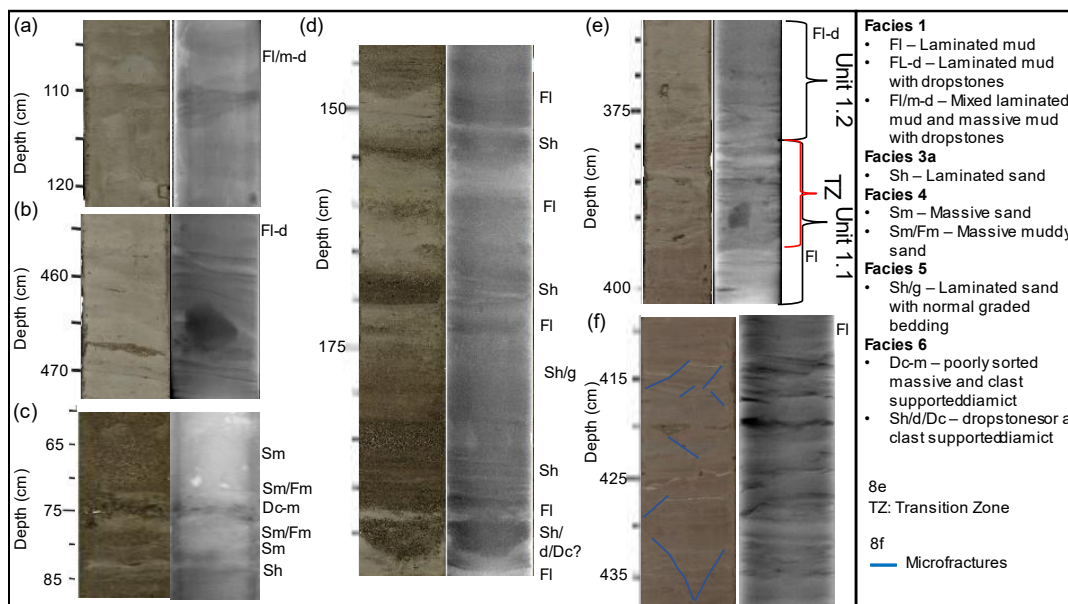 (a)
Fl/m-d
110
120
Depth (cm)
(b)
Fl-d
460
470
Depth (cm)
(c)
65
75
85
Depth (cm)
Sm
Sm/Fm
Dc-m
Sm/Fm
Sm
Sh
(d)
150
175
Depth (cm)
Fl
Sh
Fl
Sh
Fl
Sh/g
Sh
Fl
Sh/
d/Dc?
Fl
(e)
Fl-d
375
400
Depth (cm)
Unit 1.2
TZ
Unit 1.1
Fl
(f)
Fl
415
425
435
Depth (cm)
Facies 1
• Fl – Laminated mud
• FL-d – Laminated mud
with dropstones
• Fl/m-d – Mixed laminated
mud and massive mud
with dropstones
Facies 3a
• Sh – Laminated sand
Facies 4
• Sm – Massive sand
• Sm/Fm – Massive muddy
sand
Facies 5
• Sh/g – Laminated sand
with normal graded
bedding
Facies 6
• Dc-m – poorly sorted
massive and clast
supporteddiamict
• Sh/d/Dc – dropstonesor a
clast supporteddiamict
8e
TZ: Transition Zone
8f
Microfractures